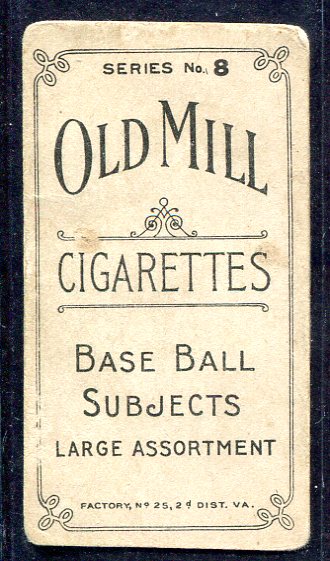 SERIES No. 8
OLD MILL
CIGARETTES
BASE BALL
SUBJECTS
LARGE ASSORTMENT
FACTORY, Nº 25, 2ᵈ DIST. VA.